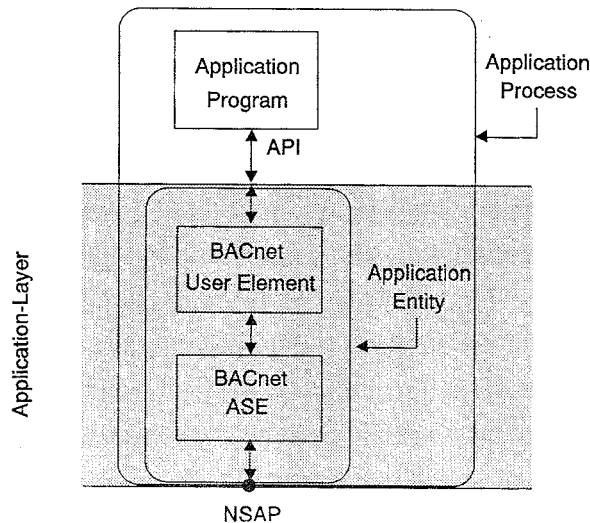 Application
Program
Application
Process
API
BACnet
User Element
Application
Entity
Application-Layer
BACnet
ASE
NSAP